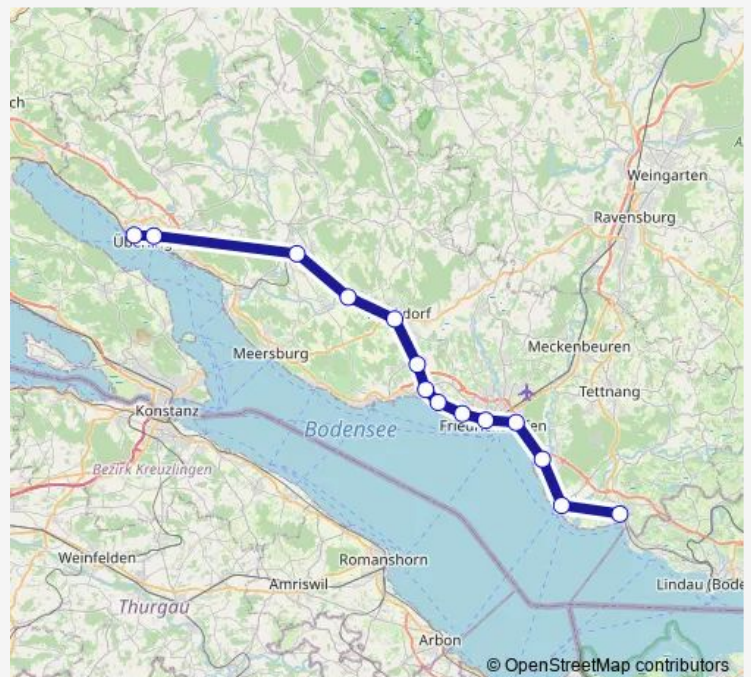 ch
Weingarten
Ravensburg
dorf
Meersburg
Meckenbeuren
Tettnang
Konstanz
Bodensee
Bezirk Kreuzlingen
Weinfelden
Romanshorn
Amriswil
Lindau (Bode
Thurgau
Arbon
© OpenStreetMap contributors